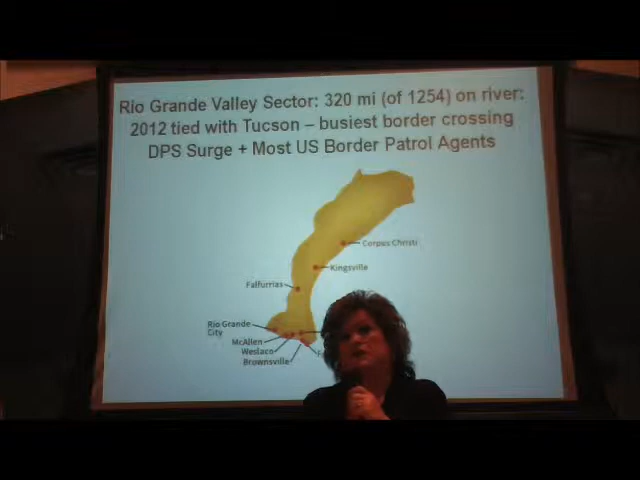 Rio Grande Valley Sector: 320 mi (of 1254) on river:
2012 tied with Tucson – busiest border crossing
DPS Surge + Most US Border Patrol Agents
Corpus Christi
Kingsville
Falfurrias
Rio Grande
City
McAllen
Weslaco
Brownsville